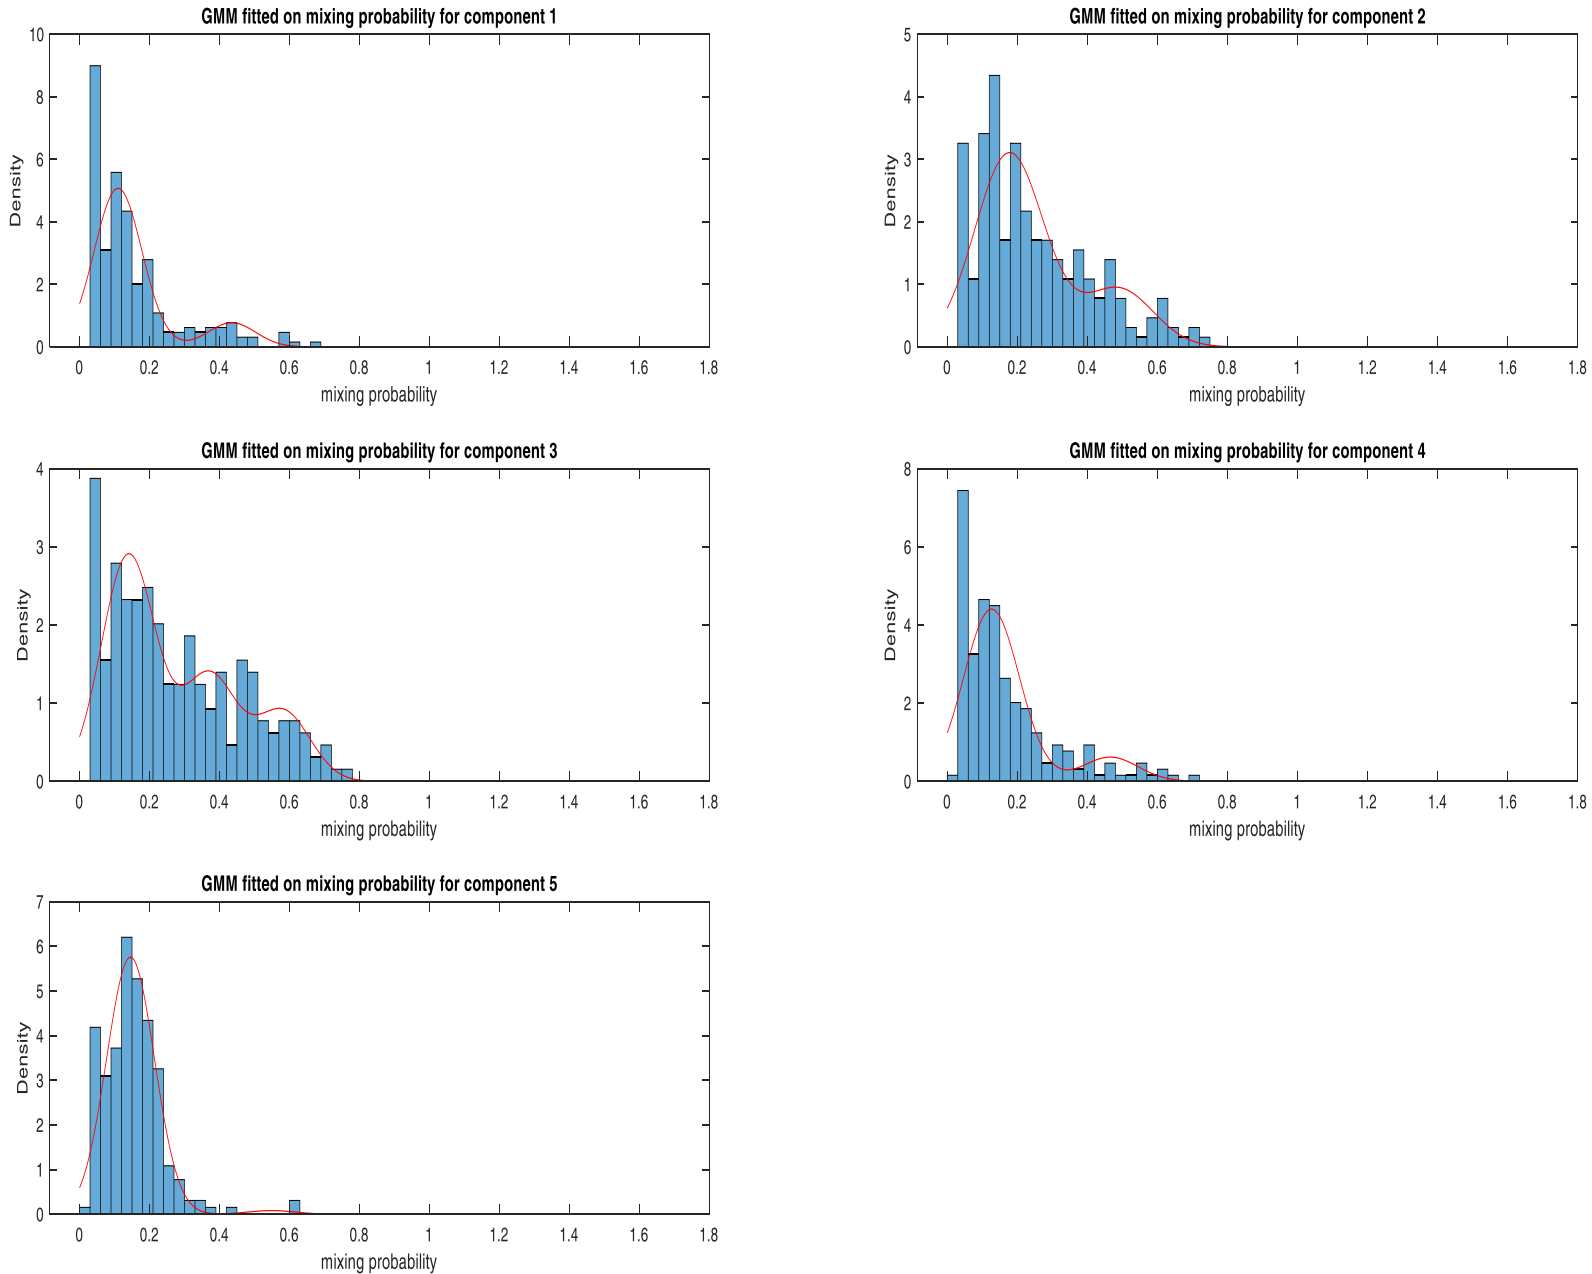 GMM fitted on mixing probability for component 1
10
8
6
4
2
0
Density
0 0.2 0.4 0.6 0.8 1 1.2 1.4 1.6 1.8
mixing probability
GMM fitted on mixing probability for component 2
5
4
3
2
1
0
Density
0 0.2 0.4 0.6 0.8 1 1.2 1.4 1.6 1.8
mixing probability
GMM fitted on mixing probability for component 3
4
3
2
1
0
Density
0 0.2 0.4 0.6 0.8 1 1.2 1.4 1.6 1.8
mixing probability
GMM fitted on mixing probability for component 4
8
6
4
2
0
Density
0 0.2 0.4 0.6 0.8 1 1.2 1.4 1.6 1.8
mixing probability
GMM fitted on mixing probability for component 5
7
6
5
4
3
2
1
0
Density
0 0.2 0.4 0.6 0.8 1 1.2 1.4 1.6 1.8
mixing probability